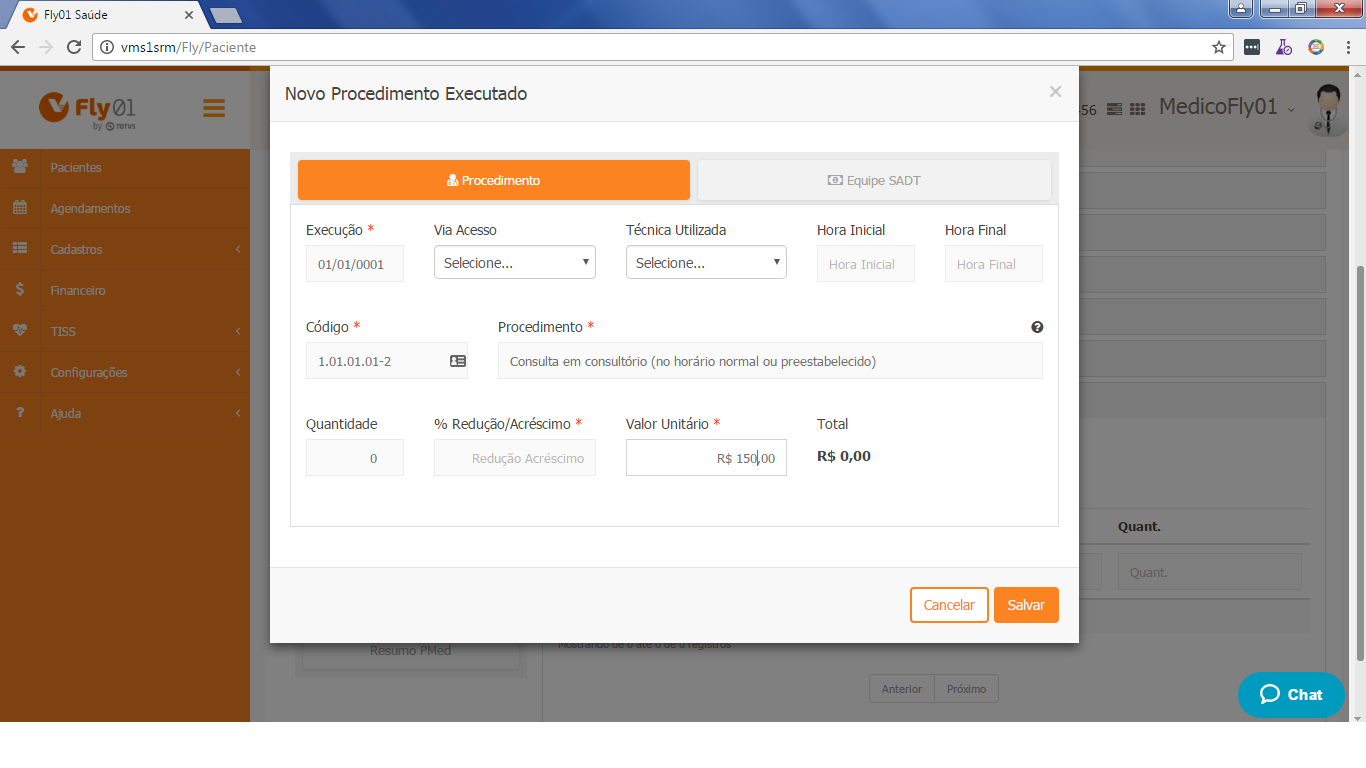 Fly01 Saúde
vms1srm/Fly/Paciente
Fly01
by TOTVS
Novo Procedimento Executado
56
MedicoFly01
Pacientes
Agendamentos
Cadastros
Financeiro
TISS
Configurações
Ajuda
Procedimento
Equipe SADT
Execução *
Via Acesso
Técnica Utilizada
Hora Inicial
Hora Final
01/01/0001
Selecione...
Selecione...
Hora Inicial
Hora Final
Código *
Procedimento *
1.01.01.01-2
Consulta em consultório (no horário normal ou preestabelecido)
Quantidade
% Redução/Acréscimo *
Valor Unitário *
Total
0
Redução Acréscimo
R$ 150,00
R$ 0,00
Quant.
Quant.
Cancelar
Salvar
Mostrando de 0 até 0 de 0 registros
Resumo PMed
Anterior
Próximo
Chat